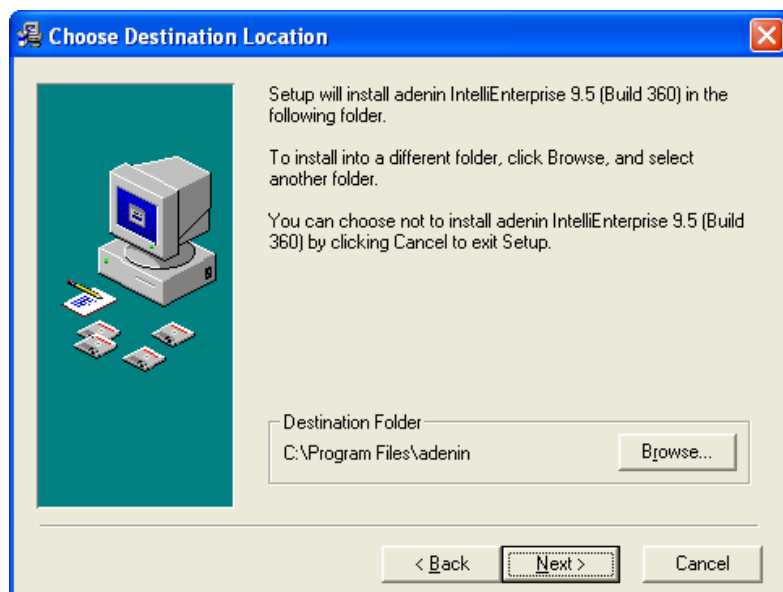 Choose Destination Location
Setup will install adenin IntelliEnterprise 9.5 (Build 360) in the
following folder.
To install into a different folder, click Browse, and select
another folder.
You can choose not to install adenin IntelliEnterprise 9.5 (Build
360) by clicking Cancel to exit Setup.
Destination Folder
C:\Program Files\adenin
Browse...
< Back
Next >
Cancel